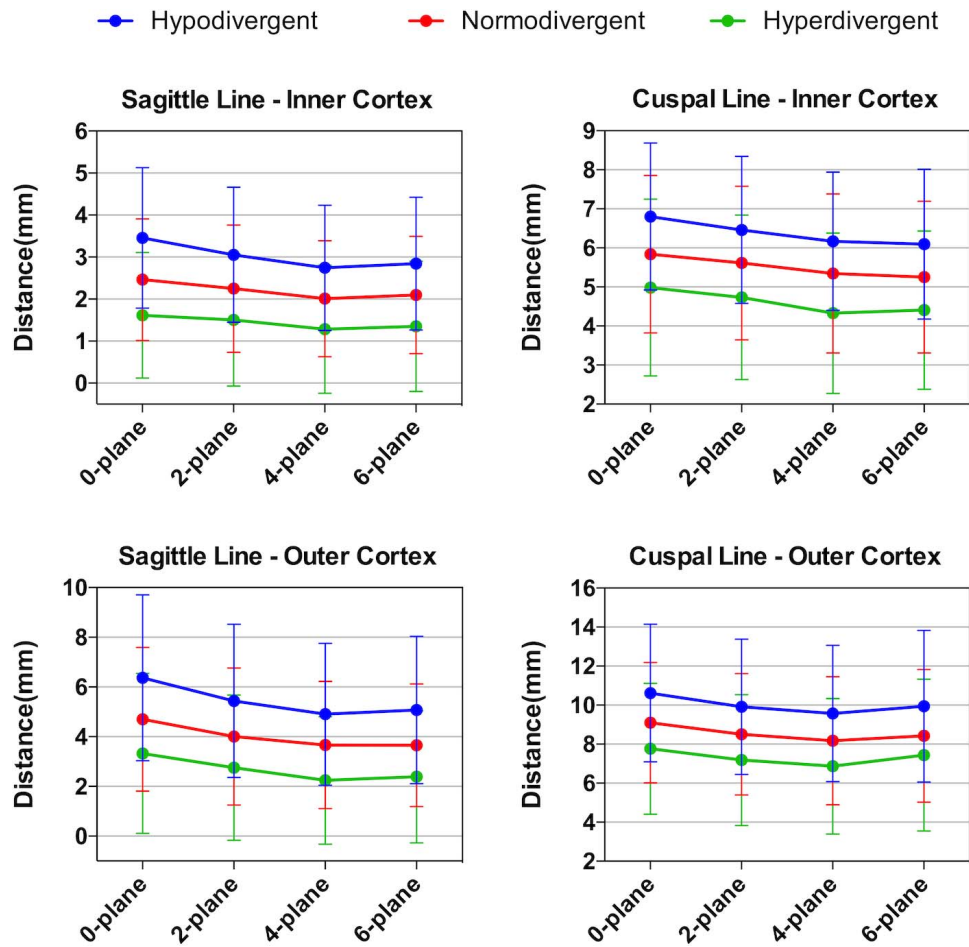 Hypodivergent Normodivergent Hyperdivergent
Sagittle Line - Inner Cortex
Distance(mm)
6
5
4
3
2
1
0
0-plane 2-plane 4-plane 6-plane
Cuspal Line - Inner Cortex
Distance(mm)
9
8
7
6
5
4
3
2
0-plane 2-plane 4-plane 6-plane
Sagittle Line - Outer Cortex
Distance(mm)
10
8
6
4
2
0
0-plane 2-plane 4-plane 6-plane
Cuspal Line - Outer Cortex
Distance(mm)
16
14
12
10
8
6
4
2
0-plane 2-plane 4-plane 6-plane